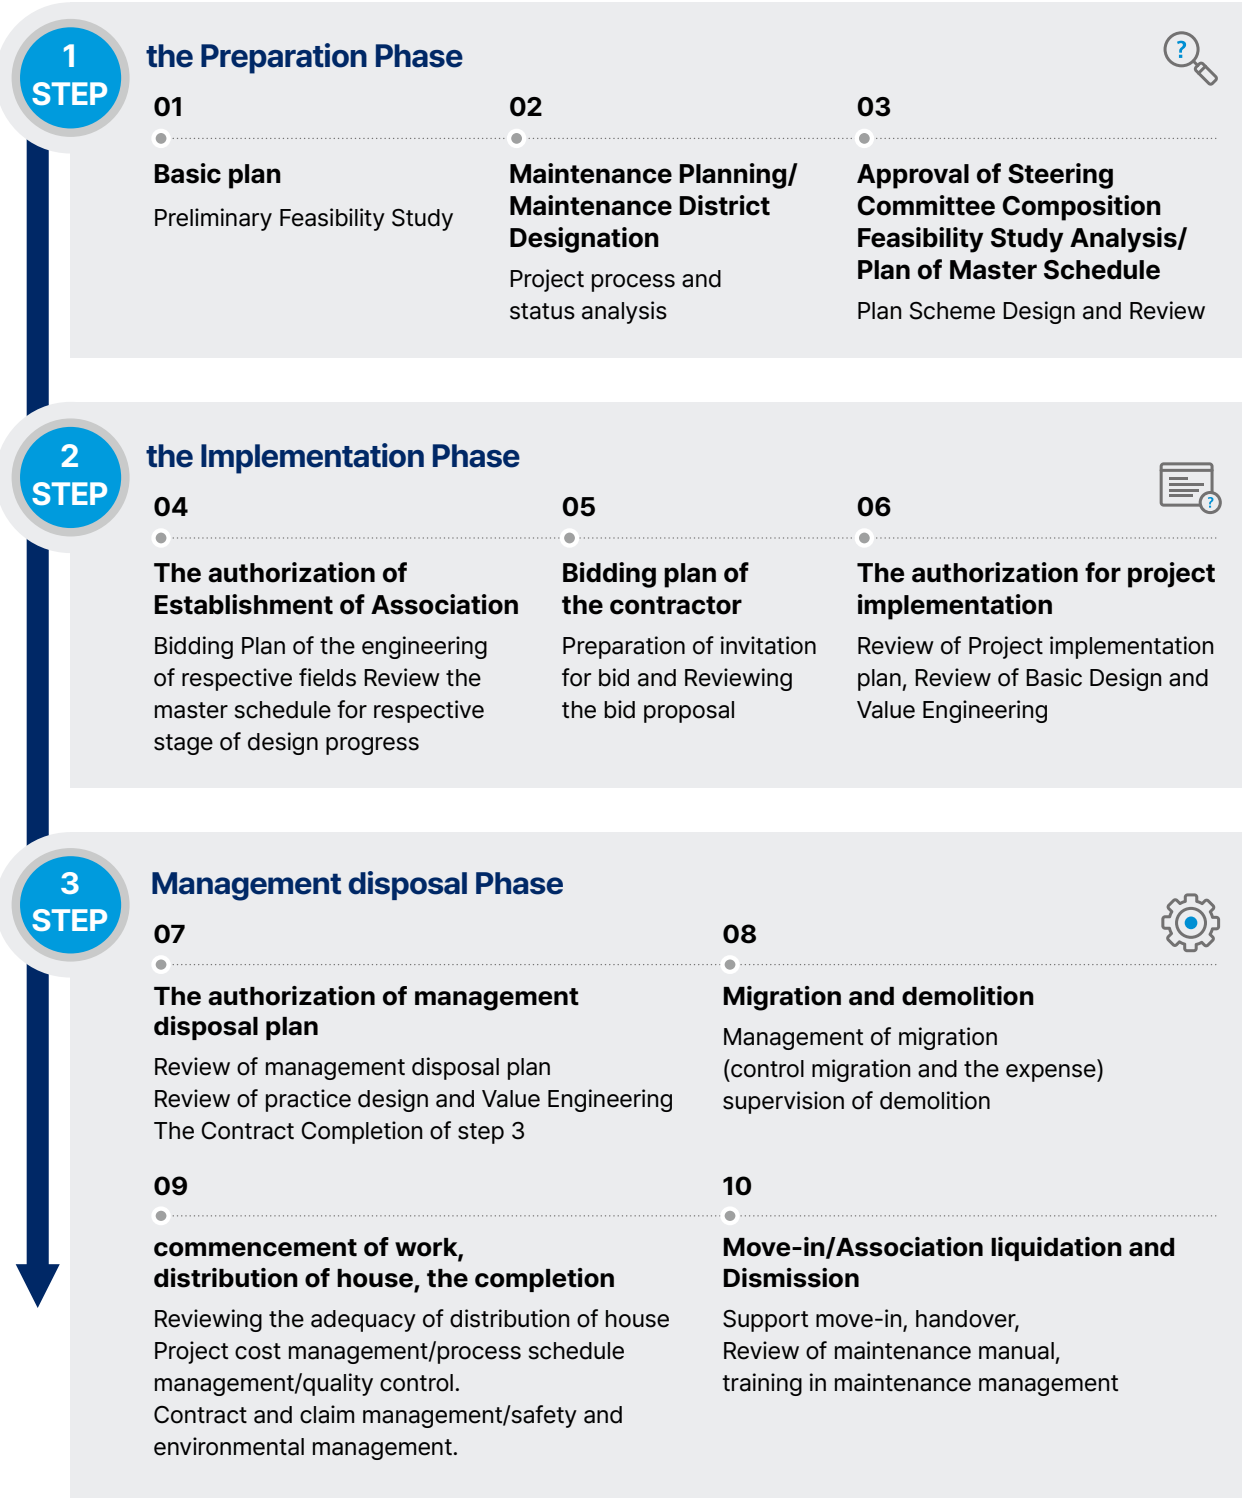 1
STEP
the Preparation Phase
?
01
Basic plan
Preliminary Feasibility Study
02
Maintenance Planning/
Maintenance District
Designation
Project process and
status analysis
03
Approval of Steering
Committee Composition
Feasibility Study Analysis/
Plan of Master Schedule
Plan Scheme Design and Review
2
STEP
the Implementation Phase
?
04
The authorization of
Establishment of Association
Bidding Plan of the engineering
of respective fields Review the
master schedule for respective
stage of design progress
05
Bidding plan of
the contractor
Preparation of invitation
for bid and Reviewing
the bid proposal
06
The authorization for project
implementation
Review of Project implementation
plan, Review of Basic Design and
Value Engineering
3
STEP
Management disposal Phase
07
The authorization of management
disposal plan
Review of management disposal plan
Review of practice design and Value Engineering
The Contract Completion of step 3
08
Migration and demolition
Management of migration
(control migration and the expense)
supervision of demolition
09
commencement of work,
distribution of house, the completion
Reviewing the adequacy of distribution of house
Project cost management/process schedule
management/quality control.
Contract and claim management/safety and
environmental management.
10
Move-in/Association liquidation and
Dismission
Support move-in, handover,
Review of maintenance manual,
training in maintenance management